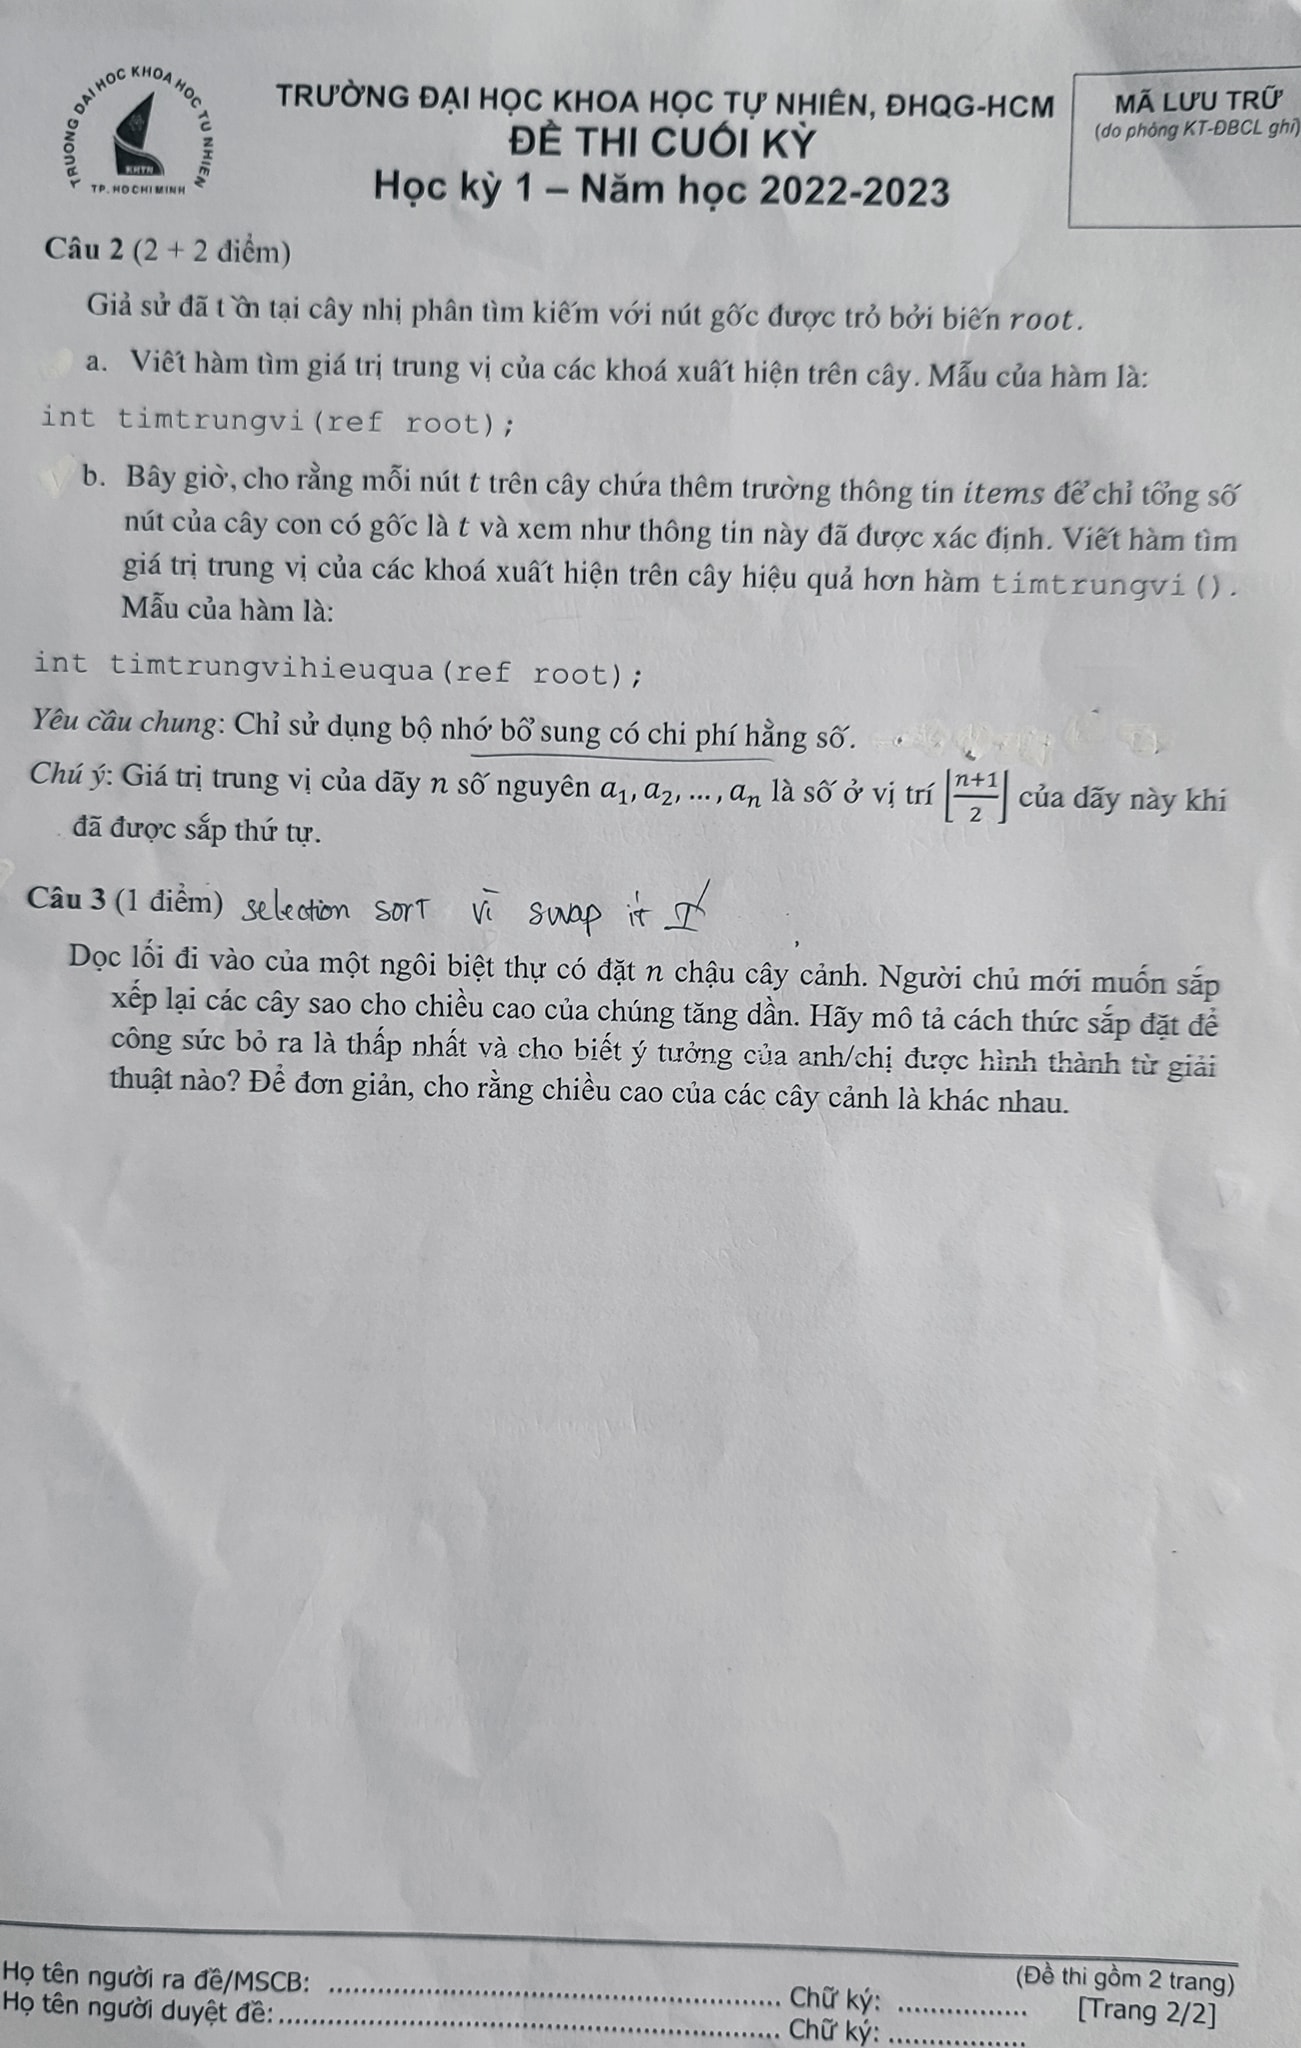 TRƯỜNG ĐẠI HỌC KHOA HỌC TỰ NHIÊN
KHTN
TP. HO CHI MINH
TRƯỜNG ĐẠI HỌC KHOA HỌC TỰ NHIÊN, ĐHQG-HCM
ĐỀ THI CUỐI KỲ
Học kỳ 1 – Năm học 2022-2023
MÃ LƯU TRỮ
(do phòng KT-ĐBCL ghi)
Câu 2 (2 + 2 điểm)
Giả sử đã tồn tại cây nhị phân tìm kiếm với nút gốc được trỏ bởi biến root.
a. Viết hàm tìm giá trị trung vị của các khoá xuất hiện trên cây. Mẫu của hàm là:
int timtrungvi(ref root);
b. Bây giờ, cho rằng mỗi nút t trên cây chứa thêm trường thông tin items để chỉ tổng số
nút của cây con có gốc là t và xem như thông tin này đã được xác định. Viết hàm tìm
giá trị trung vị của các khoá xuất hiện trên cây hiệu quả hơn hàm timtrungvi().
Mẫu của hàm là:
int timtrungvihieuqua(ref root);
Yêu cầu chung: Chỉ sử dụng bộ nhớ bổ sung có chi phí hằng số.
Chú ý: Giá trị trung vị của dãy n số nguyên a₁, a₂, ..., aₙ là số ở vị trí ⌊(n+1)/2⌋ của dãy này khi
đã được sắp thứ tự.
Câu 3 (1 điểm) selection sort vì swap ít I
Dọc lối đi vào của một ngôi biệt thự có đặt n chậu cây cảnh. Người chủ mới muốn sắp
xếp lại các cây sao cho chiều cao của chúng tăng dần. Hãy mô tả cách thức sắp đặt để
công sức bỏ ra là thấp nhất và cho biết ý tưởng của anh/chị được hình thành từ giải
thuật nào? Để đơn giản, cho rằng chiều cao của các cây cảnh là khác nhau.
(Đề thi gồm 2 trang)
Họ tên người ra đề/MSCB: .......... Chữ ký: ..........
[Trang 2/2]
Họ tên người duyệt đề: .......... Chữ ký: ..........